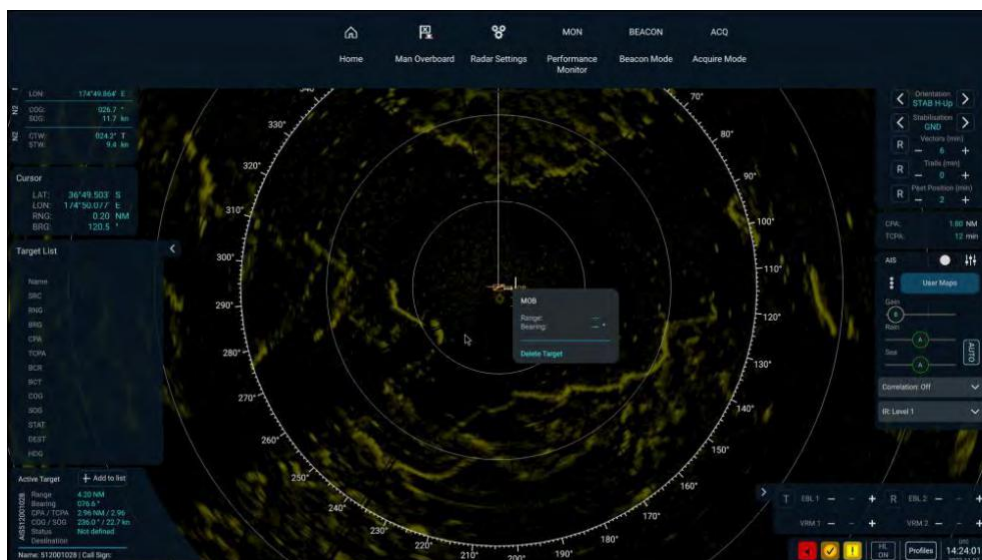 MON BEACON ACQ
Home Man Overboard Radar Settings Performance Monitor Beacon Mode Acquire Mode
LON: 174°49.864' E
N2
COG: 026.7 °
SOG: 11.7 kn
N2
CTW: 024.2° T
STW: 9.4 kn
Cursor
LAT: 36°49.503' S
LON: 174°50.077' E
RNG: 0.20 NM
BRG: 120.5 °
Target List
Name
SRC
RNG
BRG
CPA
TCPA
BCR
BCT
COG
SOG
STAT
DEST
HDG
Active Target
Add to list
AIS512001028
Range 4.20 NM
Bearing 076.6°
CPA / TCPA 2.96 NM / 2.96
COG / SOG 236.0° / 22.7 kn
Status Not defined
Destination
Name: 512001028 | Call Sign:
340°
330°
320°
310°
300°
290°
280°
270°
260°
250°
240°
230°
220°
210°
200°
190°
180°
170°
160°
150°
140°
130°
120°
110°
100°
90°
80°
70°
MOB
Range: --
Bearing: -- °
Delete Target
Orientation
STAB H-Up
Stabilisation
GND
Vectors (min)
R 6
Trails (min)
R 0
Past Position (min)
R 2
CPA: 1.80 NM
TCPA: 12 min
AIS
User Maps
Gain
Rain
A
Sea
A
AUTO
Correlation: Off
IR: Level 1
T EBL 1 - - + R EBL 2 - - +
VRM 1 - - + VRM 2 - - +
HL ON
Profiles
UTC
14:24:01